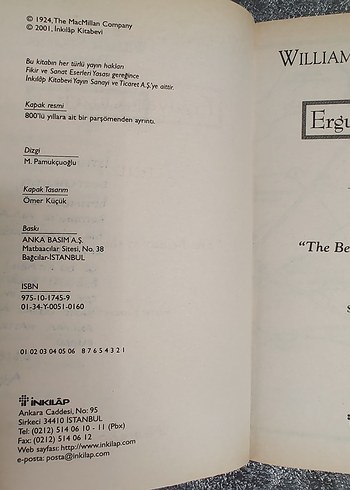 © 1924, The MacMillan Company
© 2001, İnkılâp Kitabevi
Bu kitabın her türlü yayın hakları
Fikir ve Sanat Eserleri Yasası gereğince
İnkılâp Kitabevi Yayın Sanayi ve Ticaret A.Ş.'ye aittir.
Kapak resmi
800'lü yıllara ait bir parşömenden ayrıntı.
Dizgi
M. Pamukçuoğlu
Kapak Tasarım
Ömer Küçük
Baskı
ANKA BASIM A.Ş.
Matbaacılar Sitesi, No. 38
Bağcılar-İSTANBUL
ISBN
975-10-1745-9
01-34-Y-0051-0160
01 02 03 04 05 06 8 7 6 5 4 3 2 1
İNKILÂP
Ankara Caddesi, No: 95
Sirkeci 34410 İSTANBUL
Tel: (0212) 514 06 10 - 11 (Pbx)
Fax: (0212) 514 06 12
Web sayfası: http://www.inkilap.com
e-posta: posta@inkilap.com
WILLIAM
Ergu
"The Be